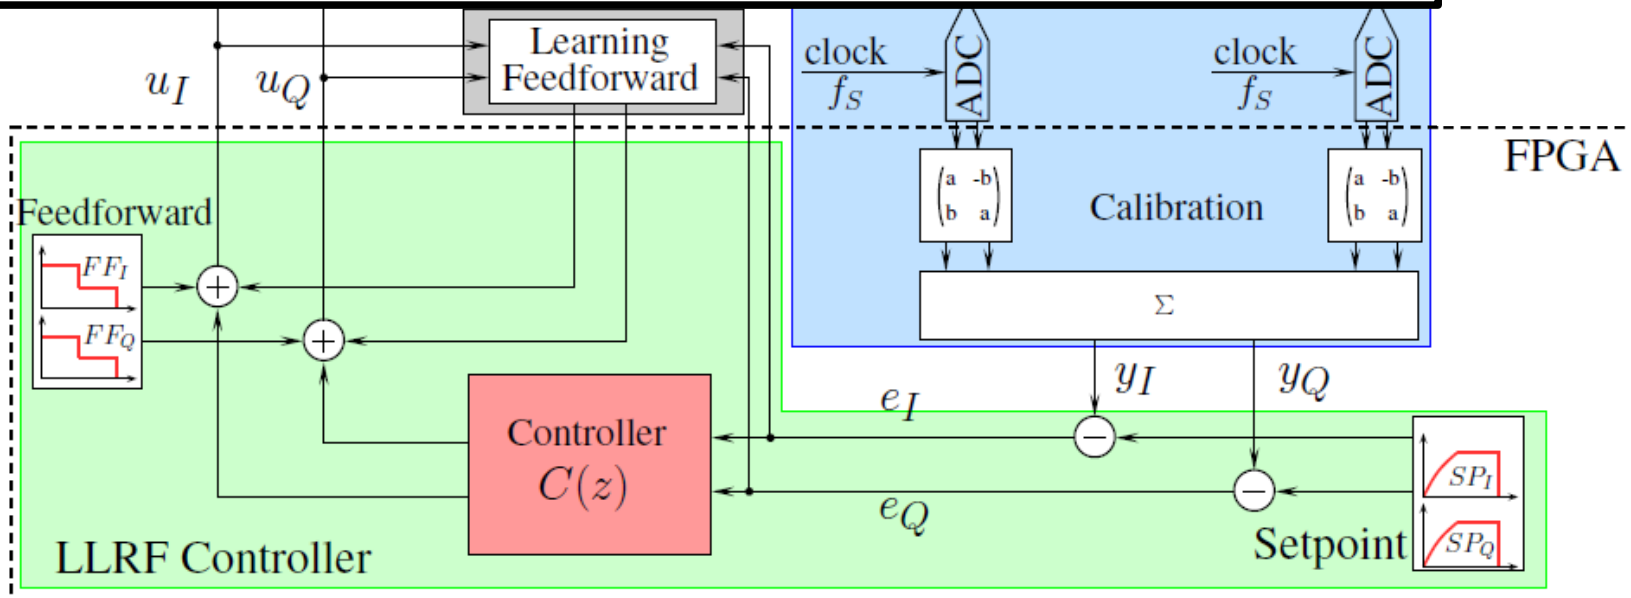 Learning
Feedforward
u_I
u_Q
clock
f_S
ADC
clock
f_S
ADC
FPGA
a -b
b a
Calibration
a -b
b a
Feedforward
FF_I
FF_Q
+
+
Σ
y_I
y_Q
e_I
Controller
C(z)
−
−
e_Q
SP_I
SP_Q
Setpoint
LLRF Controller